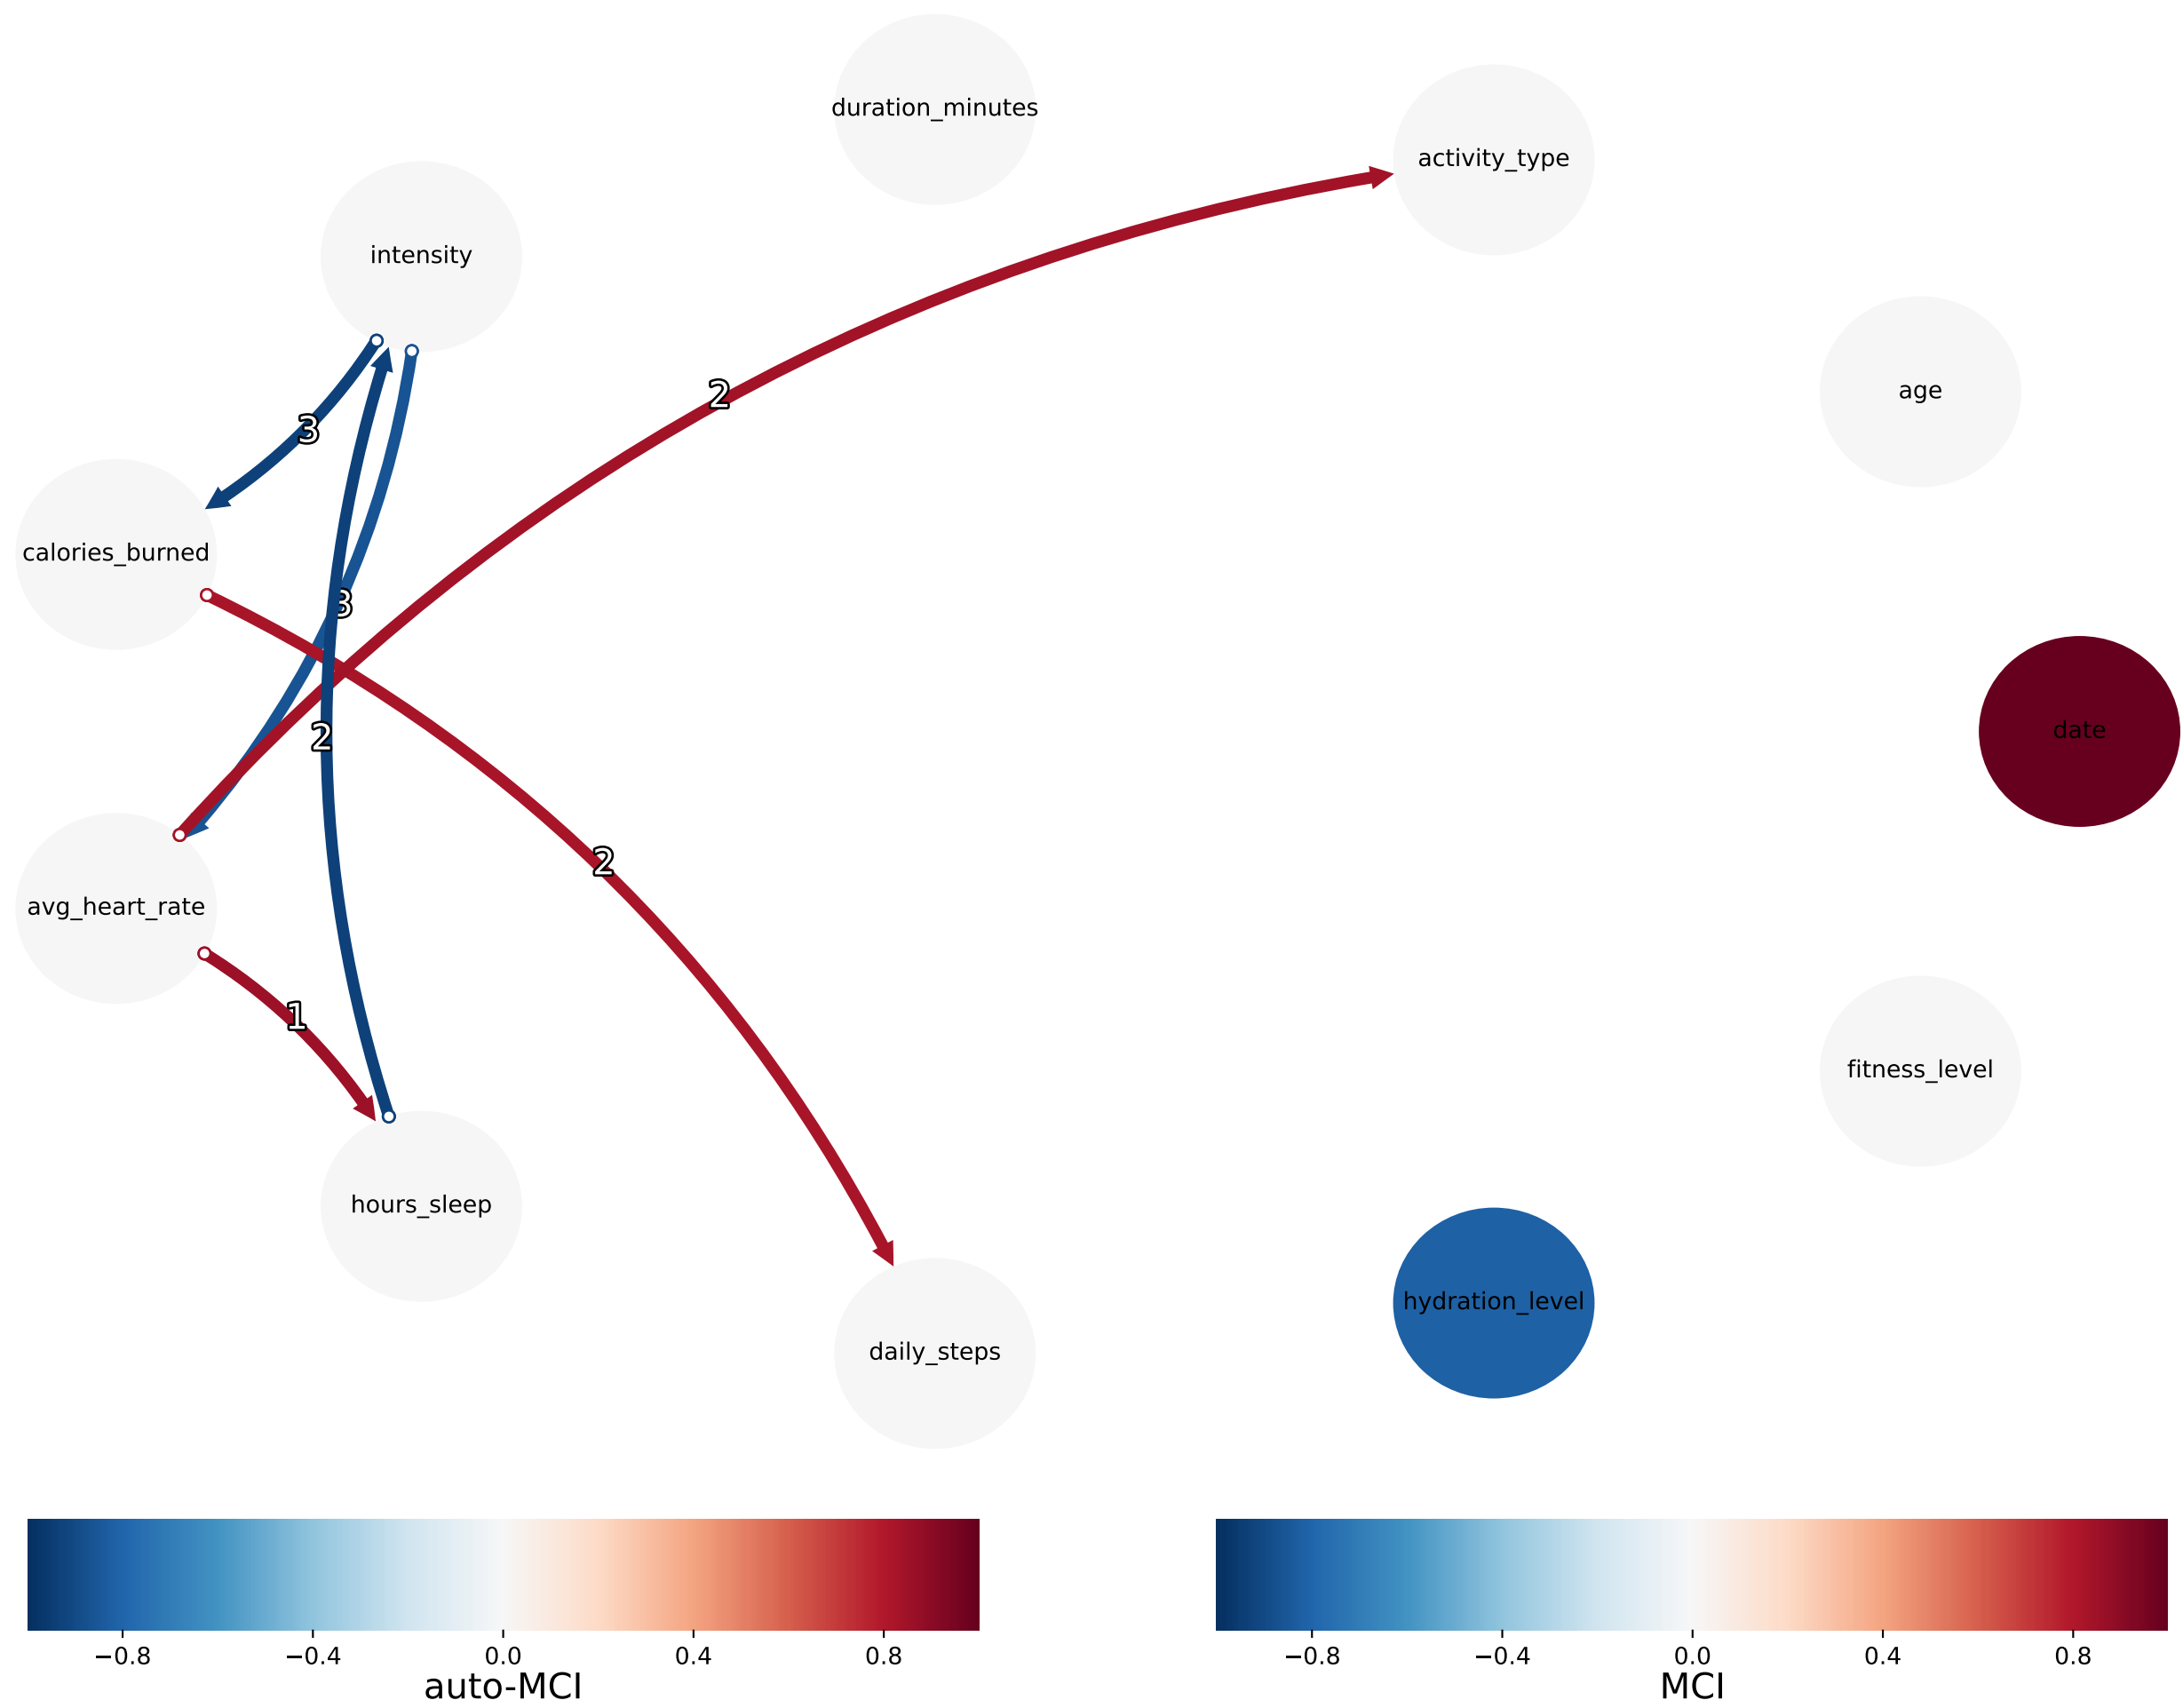 duration_minutes
activity_type
intensity
age
2
3
calories_burned
3
date
2
2
avg_heart_rate
1
fitness_level
hours_sleep
hydration_level
daily_steps
−0.8 −0.4 0.0 0.4 0.8
auto-MCI
−0.8 −0.4 0.0 0.4 0.8
MCI